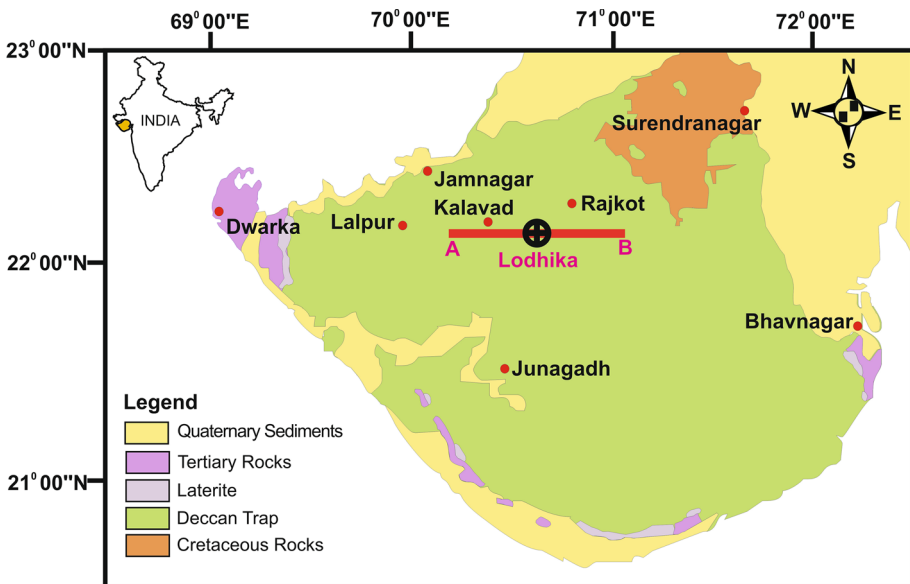 69⁰00"E
70⁰00"E
71⁰00"E
72⁰00"E
23⁰00"N
INDIA
N
W
E
S
Surendranagar
Jamnagar
Kalavad
Rajkot
Dwarka
Lalpur
A
B
Lodhika
22⁰00"N
Bhavnagar
Junagadh
Legend
Quaternary Sediments
Tertiary Rocks
21⁰00"N
Laterite
Deccan Trap
Cretaceous Rocks